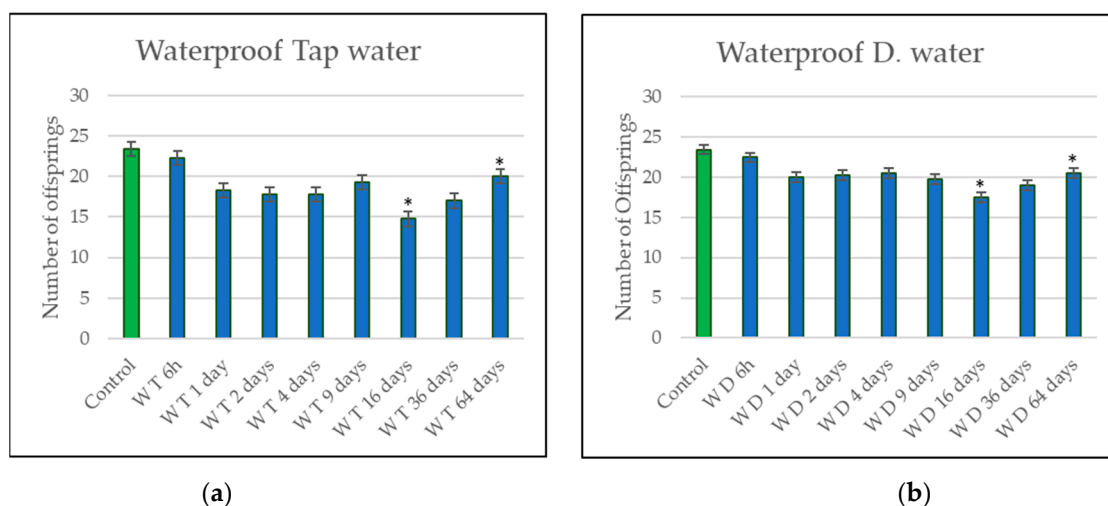 Waterproof Tap water
Number of offsprings
30
25
20
15
10
5
0
*
*
Control
WT 6h
WT 1 day
WT 2 days
WT 4 days
WT 9 days
WT 16 days
WT 36 days
WT 64 days
(a)
Waterproof D. water
Number of Offsprings
30
25
20
15
10
5
0
*
*
Control
WD 6h
WD 1 day
WD 2 days
WD 4 days
WD 9 days
WD 16 days
WD 36 days
WD 64 days
(b)